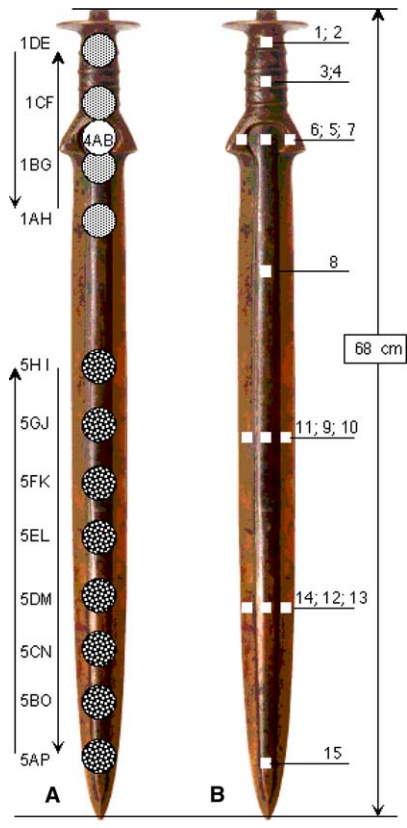 1DE
1; 2
3;4
1CF
4AB
6; 5; 7
1BG
1AH
8
68 cm
5HI
5GJ
11; 9; 10
5FK
5EL
5DM
14; 12; 13
5CN
5BO
5AP
15
A
B